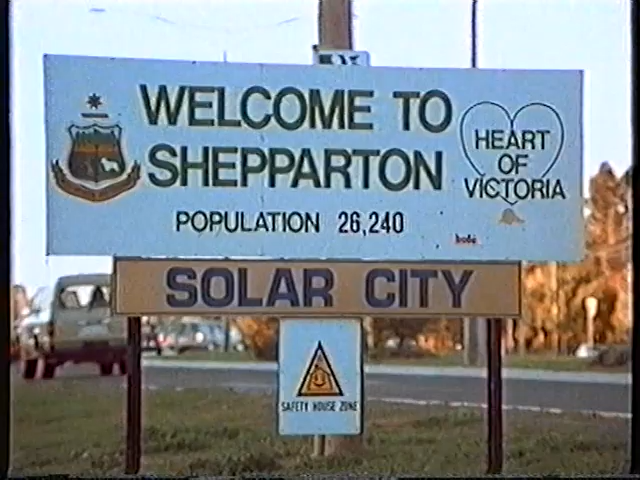 WELCOME TO
SHEPPARTON
POPULATION 26,240
HEART
OF
VICTORIA
SOLAR CITY
SAFETY HOUSE ZONE